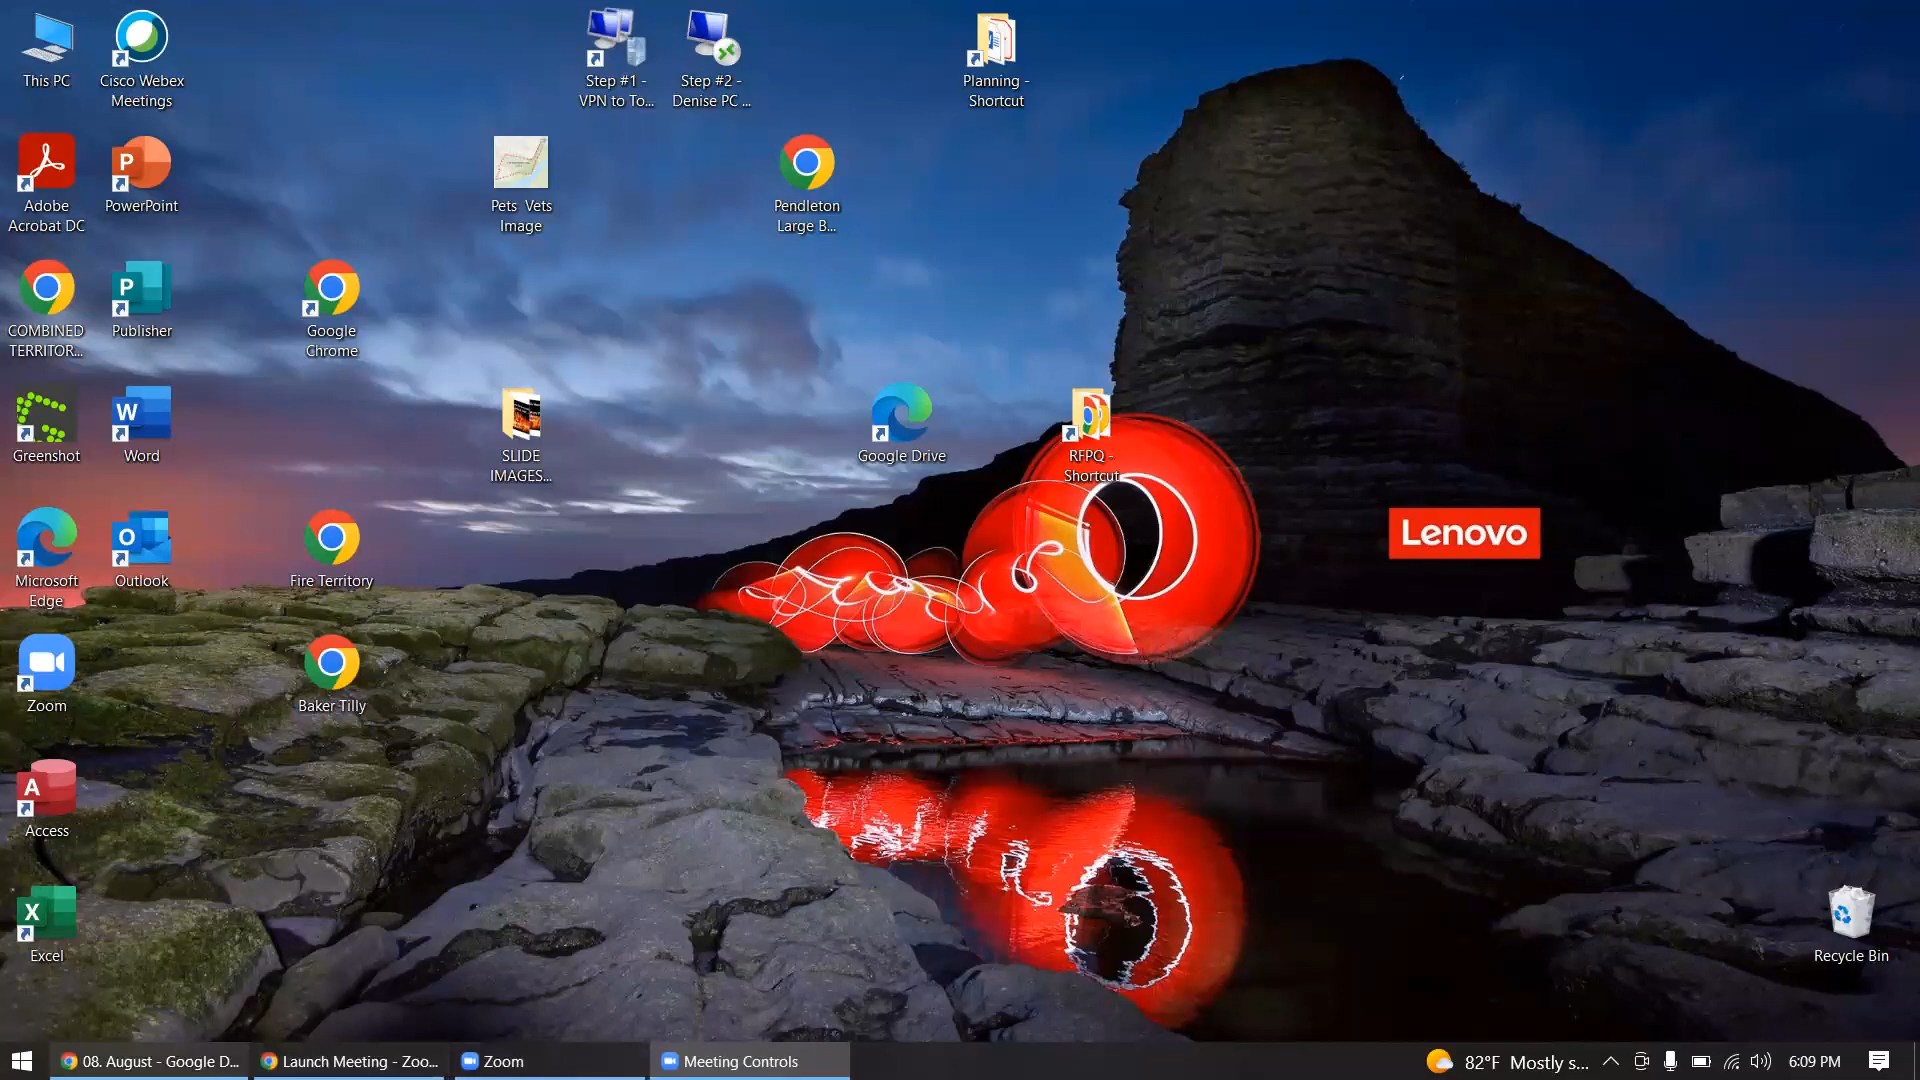 This PC
Cisco Webex
Meetings
Step #1 -
VPN to To...
Step #2 -
Denise PC ...
Planning -
Shortcut
Adobe
Acrobat DC
PowerPoint
Pets Vets
Image
Pendleton
Large B...
COMBINED
TERRITOR...
Publisher
Google
Chrome
Greenshot
Word
SLIDE
IMAGES...
Google Drive
RFPQ -
Shortcut
Lenovo
Microsoft
Edge
Outlook
Fire Territory
Zoom
Baker Tilly
Access
Excel
Recycle Bin
08. August - Google D...
Launch Meeting - Zoo...
Zoom
Meeting Controls
82°F Mostly s...
6:09 PM